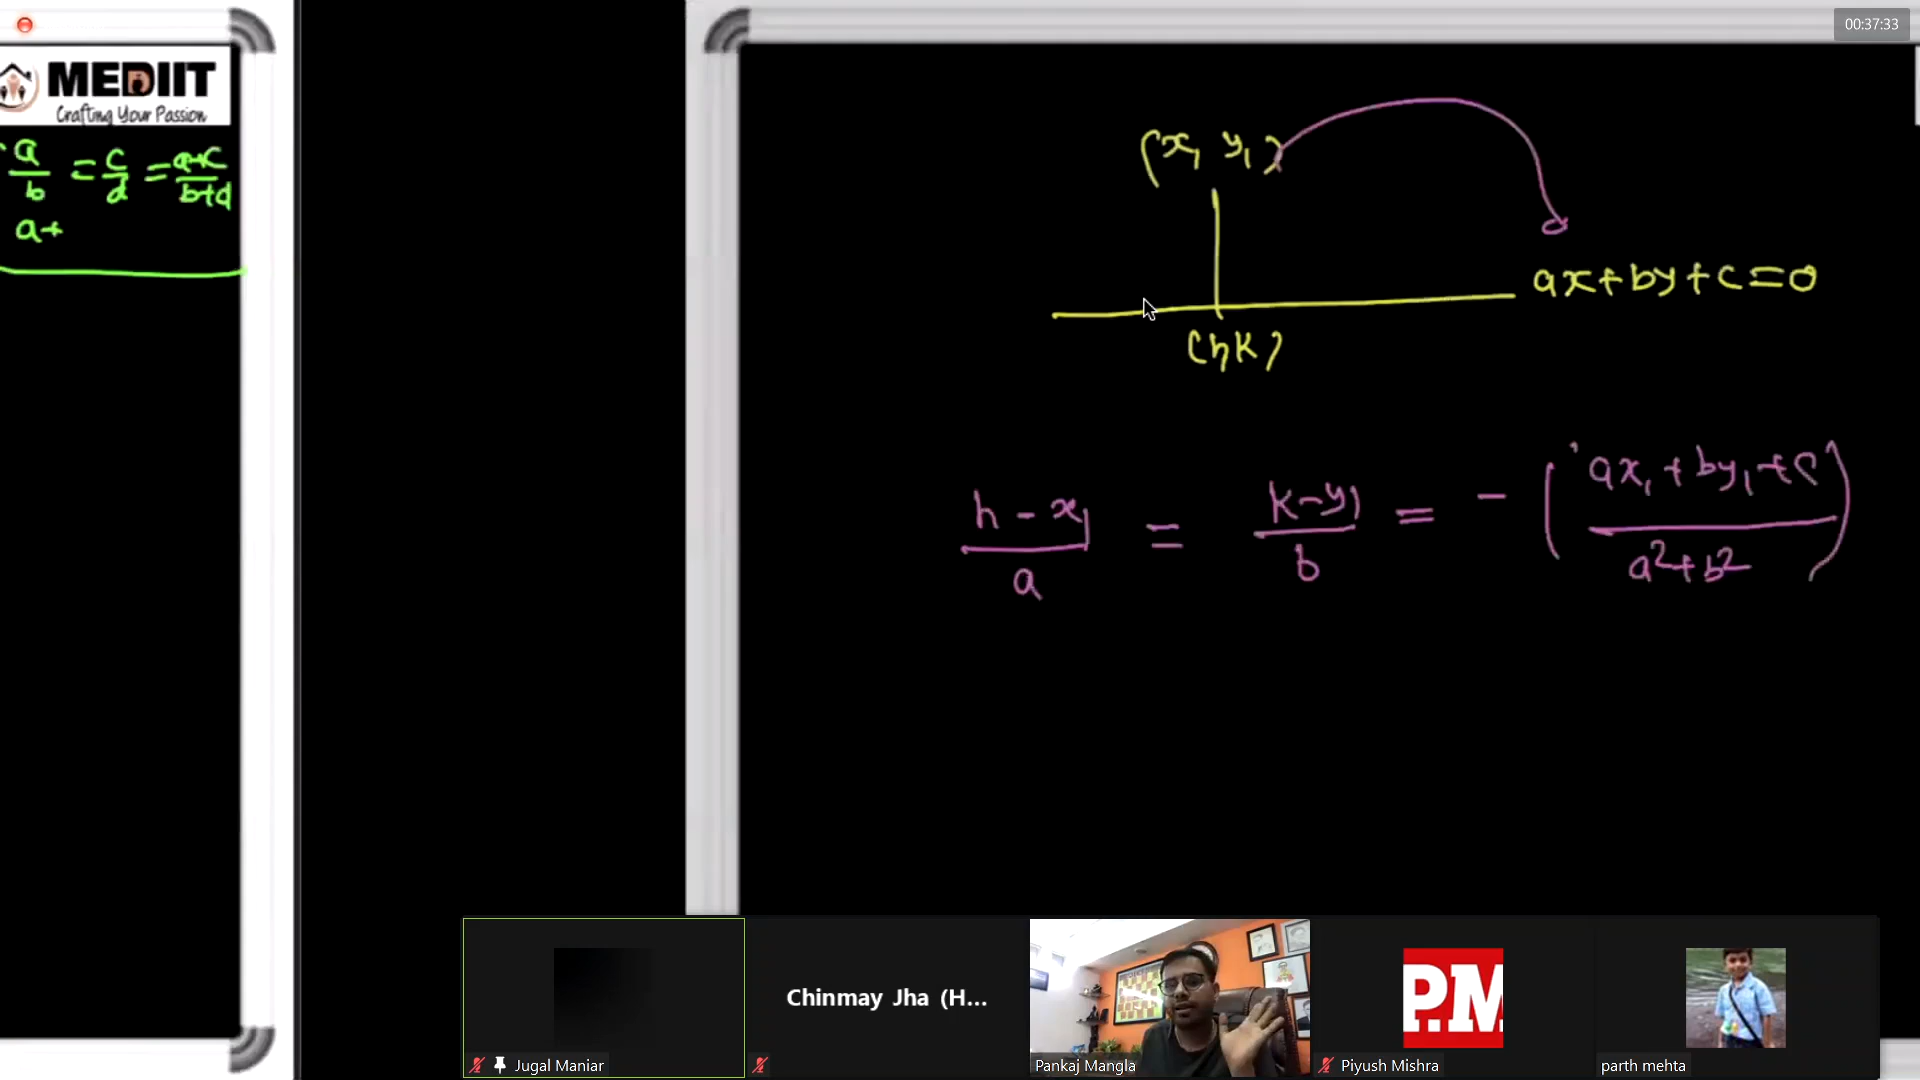 00:37:33
MEDIIT
Crafting Your Passion
a/b = c/d = a+c/b+d
a+
(x₁ y₁)
ax+by+c=0
(h k)
h - x₁/a = k-y₁/b = - (ax₁ + by₁ + c/a²+b²)
Chinmay Jha (H...
P.M.
Jugal Maniar
Pankaj Mangla
Piyush Mishra
parth mehta